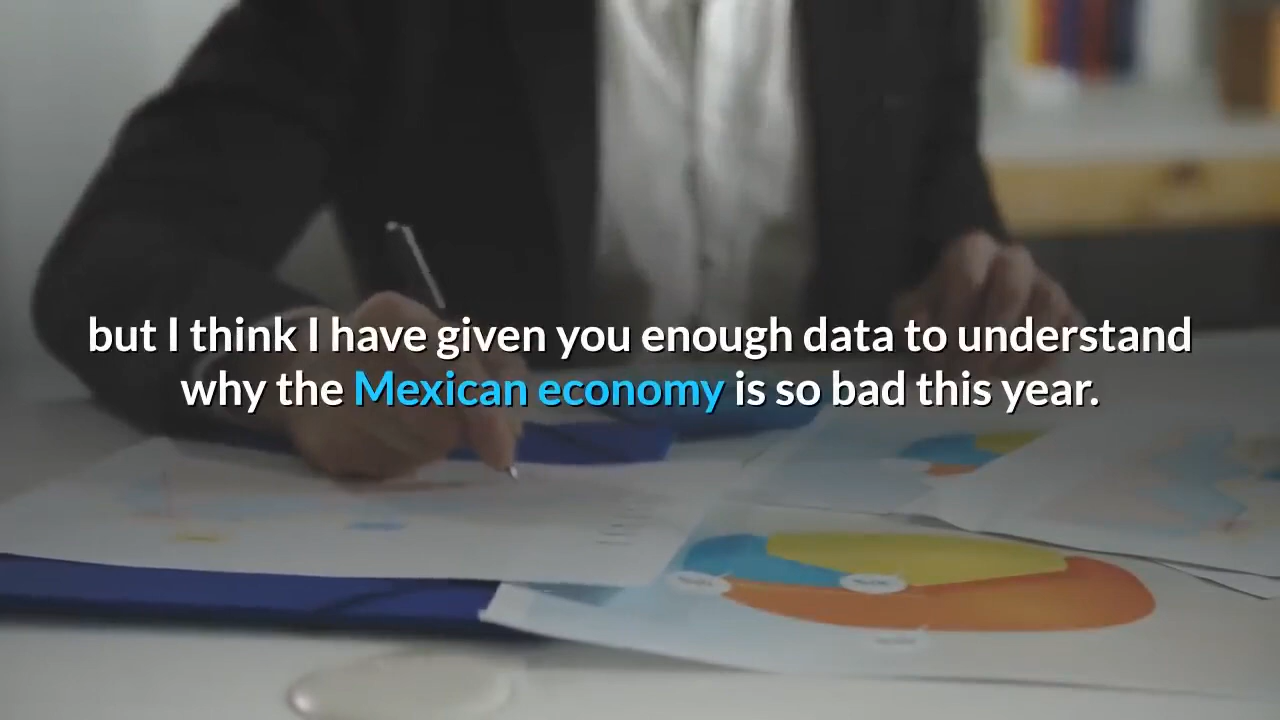 but I think I have given you enough data to understand
why the Mexican economy is so bad this year.